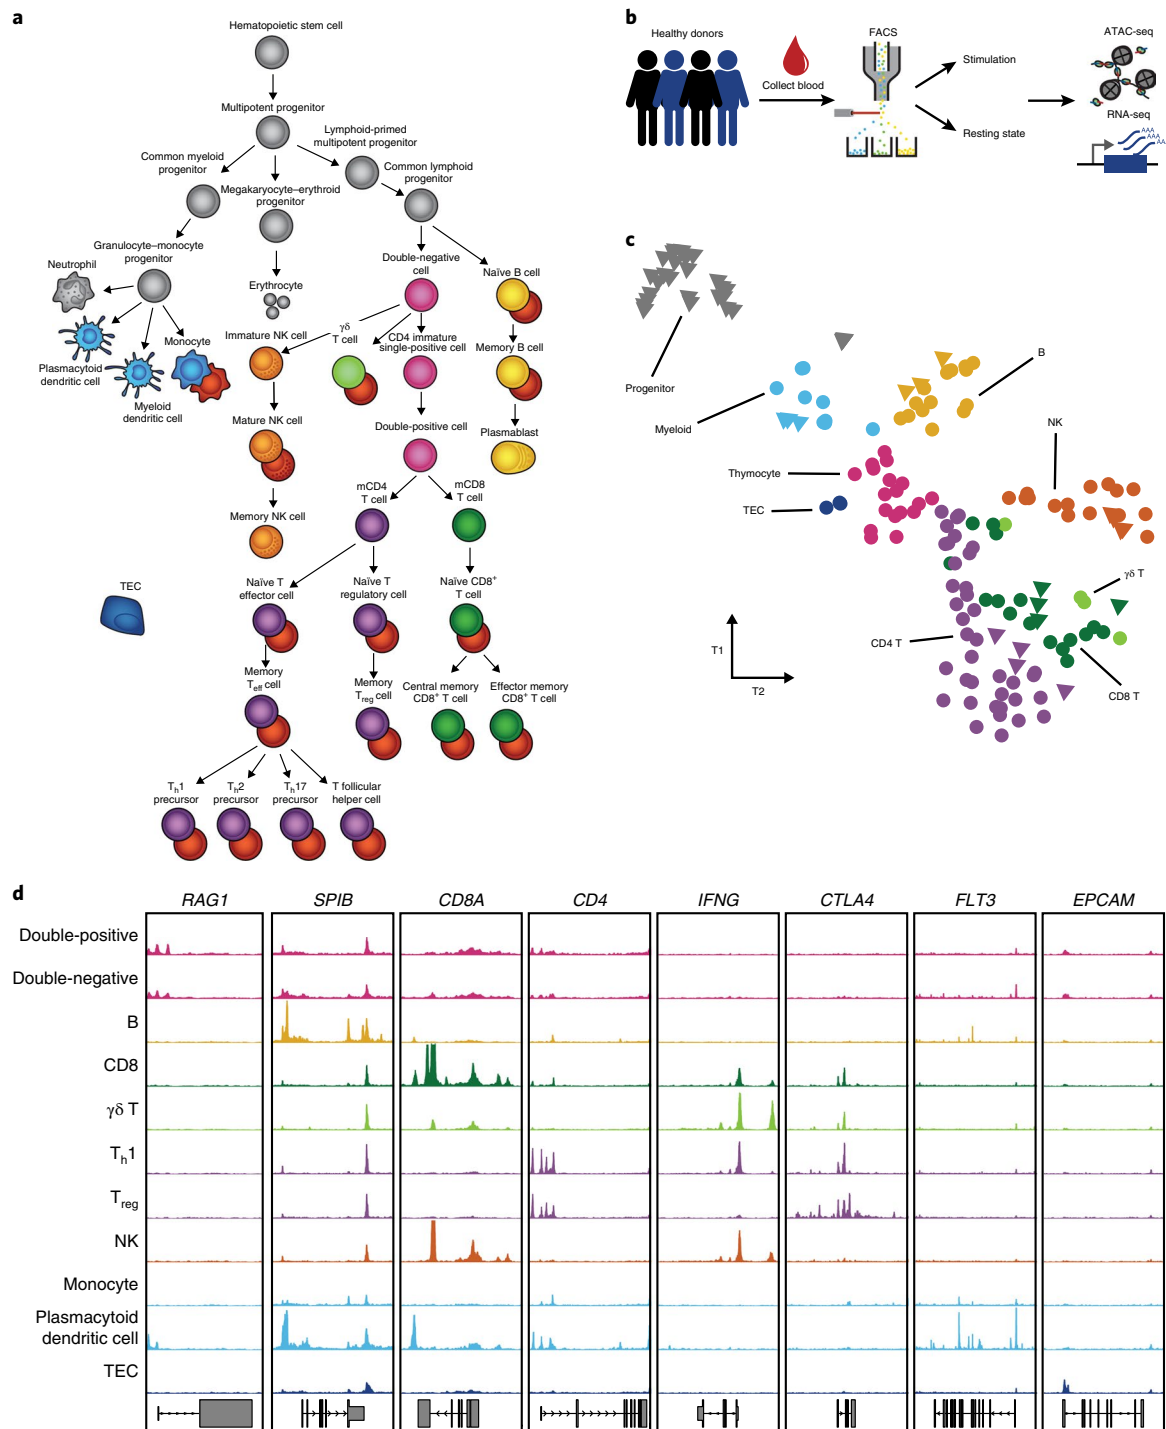 a
Hematopoietic stem cell
Multipotent progenitor
Lymphoid-primed
multipotent progenitor
Common myeloid
progenitor
Megakaryocyte–erythroid
progenitor
Common lymphoid
progenitor
Granulocyte–monocyte
progenitor
Neutrophil
Erythrocyte
Double-negative
cell
Naïve B cell
Plasmacytoid
dendritic cell
Myeloid
dendritic cell
Monocyte
Immature NK cell
γδ
T cell
CD4 immature
single-positive cell
Memory B cell
Mature NK cell
Double-positive cell
Plasmablast
mCD4
T cell
mCD8
T cell
Memory NK cell
TEC
Naïve T
effector cell
Naïve T
regulatory cell
Naïve CD8+
T cell
Memory
Teff cell
Memory
Treg cell
Central memory
CD8+ T cell
Effector memory
CD8+ T cell
Th1
precursor
Th2
precursor
Th17
precursor
T follicular
helper cell
b
Healthy donors
Collect blood
FACS
Stimulation
Resting state
ATAC-seq
RNA-seq
AAA
AAA
AA
c
Progenitor
Myeloid
B
NK
Thymocyte
TEC
γδ T
CD4 T
CD8 T
T1
T2
d
RAG1 SPIB CD8A CD4 IFNG CTLA4 FLT3 EPCAM
Double-positive
Double-negative
B
CD8
γδ T
Th1
Treg
NK
Monocyte
Plasmacytoid
dendritic cell
TEC